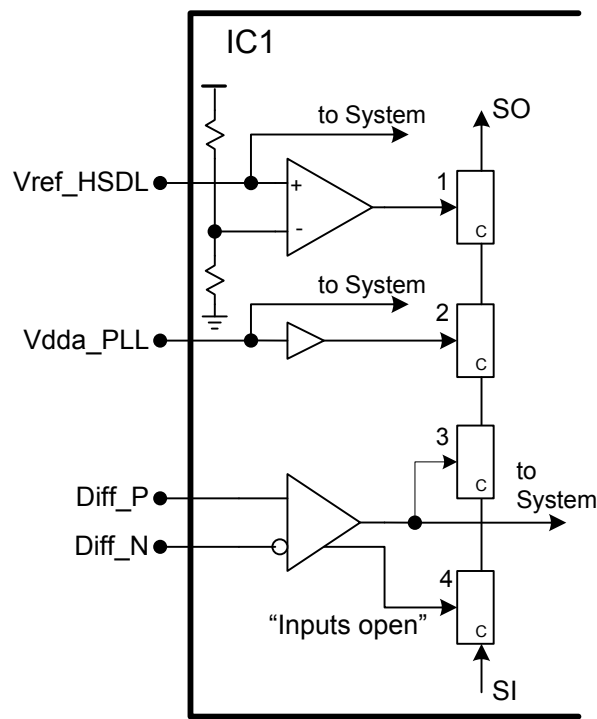 IC1
to System
SO
Vref_HSDL
+
-
1
C
to System
Vdda_PLL
2
C
3
C
to
System
Diff_P
Diff_N
4
C
“Inputs open”
SI